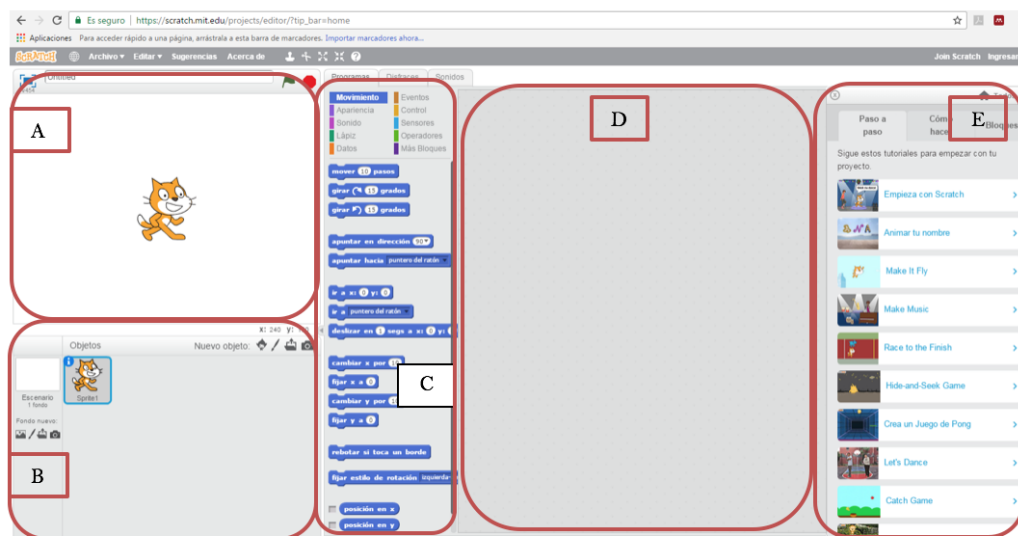 Es seguro | https://scratch.mit.edu/projects/editor/?tip_bar=home
Aplicaciones Para acceder rápido a una página, arrástrala a esta barra de marcadores. Importar marcadores ahora...
SCRATCH Archivo Editar Sugerencias Acerca de Join Scratch Ingresar
Untitled
A
x: 240 y:
Objetos Nuevo objeto:
Escenario
1 fondo
Fondo nuevo:
Sprite1
B
Programas Disfraces Sonidos
Movimiento Eventos
Apariencia Control
Sonido Sensores
Lápiz Operadores
Datos Más Bloques
mover 10 pasos
girar 15 grados
girar 15 grados
apuntar en dirección 90
apuntar hacia puntero del ratón
ir a x: 0 y: 0
ir a puntero del ratón
deslizar en 1 segs a x: 0 y:
cambiar x por
fijar x a 0
cambiar y por
fijar y a 0
rebotar si toca un borde
fijar estilo de rotación izquierda-
posición en x
posición en y
C
D
E
Paso a
paso
Cómo
hace
Bloques
Sigue estos tutoriales para empezar con tu
proyecto.
Empieza con Scratch
Animar tu nombre
Make It Fly
Make Music
Race to the Finish
Hide-and-Seek Game
Crea un Juego de Pong
Let's Dance
Catch Game